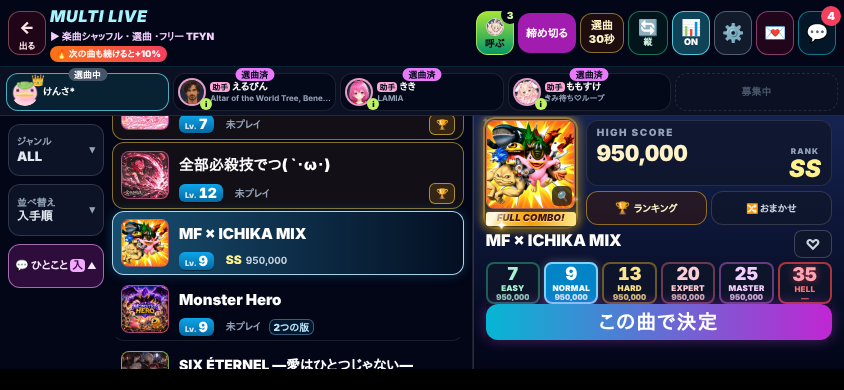 出る
MULTI LIVE
▶ 楽曲シャッフル・選曲・フリー TFYN
🔥 次の曲も続けると+10%
呼ぶ
3
締め切る
選曲
30秒
縦
ON
4
選曲中
けんさ*
選曲済
助手 えるぴん
Altar of the World Tree, Bene...
選曲済
助手 きき
LAMIA
選曲済
助手 ももすけ
きみ待ち♡ループ
募集中
ジャンル
ALL
並べ替え
入手順
ひとこと 入 ▲
Lv. 7 未プレイ
全部必殺技でつ(｀･ω･)
Lv. 12 未プレイ
MF × ICHIKA MIX
Lv. 9 SS 950,000
Monster Hero
Lv. 9 未プレイ 2つの版
SIX ÉTERNEL —愛はひとつじゃない—
FULL COMBO!
HIGH SCORE
950,000
RANK
SS
🏆 ランキング
🔀 おまかせ
MF × ICHIKA MIX
7 EASY 950,000
9 NORMAL 950,000
13 HARD 950,000
20 EXPERT 950,000
25 MASTER 950,000
35 HELL —
この曲で決定